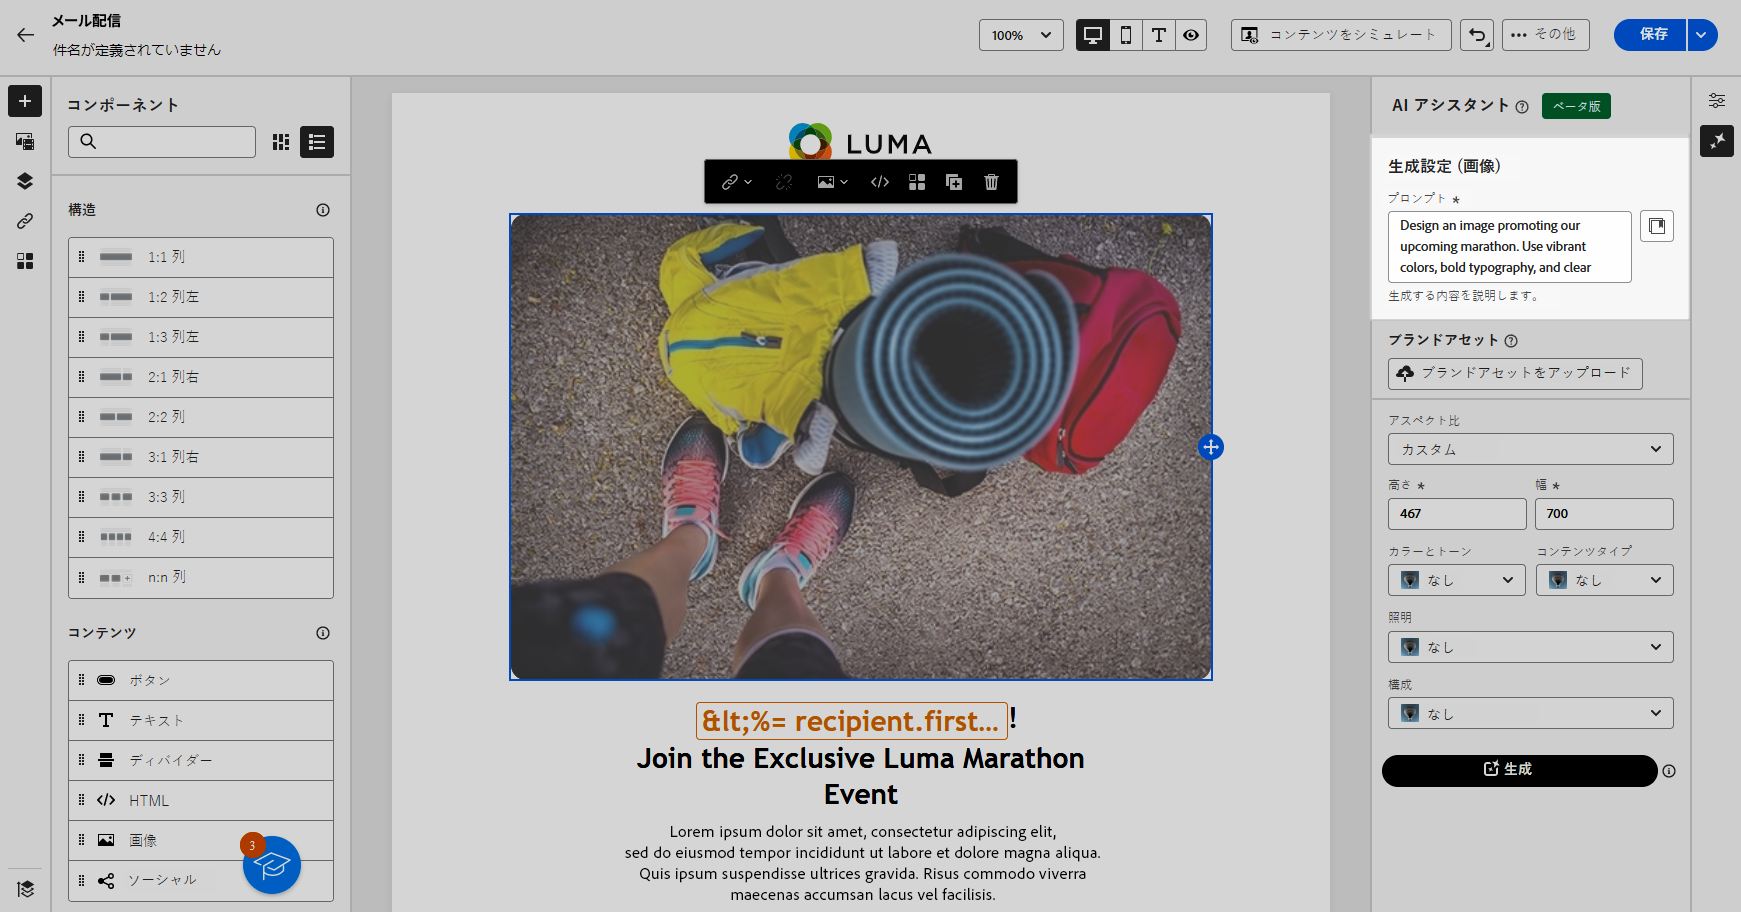 メール配信
件名が定義されていません
100%
コンテンツをシミュレート
その他
保存
コンポーネント
構造
1:1 列
1:2 列左
1:3 列左
2:1 列右
2:2 列
3:1 列右
3:3 列
4:4 列
n:n 列
コンテンツ
ボタン
テキスト
ディバイダー
HTML
画像
3
ソーシャル
LUMA
&lt;%= recipient.first... !
Join the Exclusive Luma Marathon
Event
Lorem ipsum dolor sit amet, consectetur adipiscing elit,
sed do eiusmod tempor incididunt ut labore et dolore magna aliqua.
Quis ipsum suspendisse ultrices gravida. Risus commodo viverra
maecenas accumsan lacus vel facilisis.
AI アシスタント
ベータ版
生成設定 (画像)
プロンプト *
Design an image promoting our
upcoming marathon. Use vibrant
colors, bold typography, and clear
生成する内容を説明します。
ブランドアセット
ブランドアセットをアップロード
アスペクト比
カスタム
高さ * 幅 *
467 700
カラーとトーン コンテンツタイプ
なし なし
照明
なし
構成
なし
生成